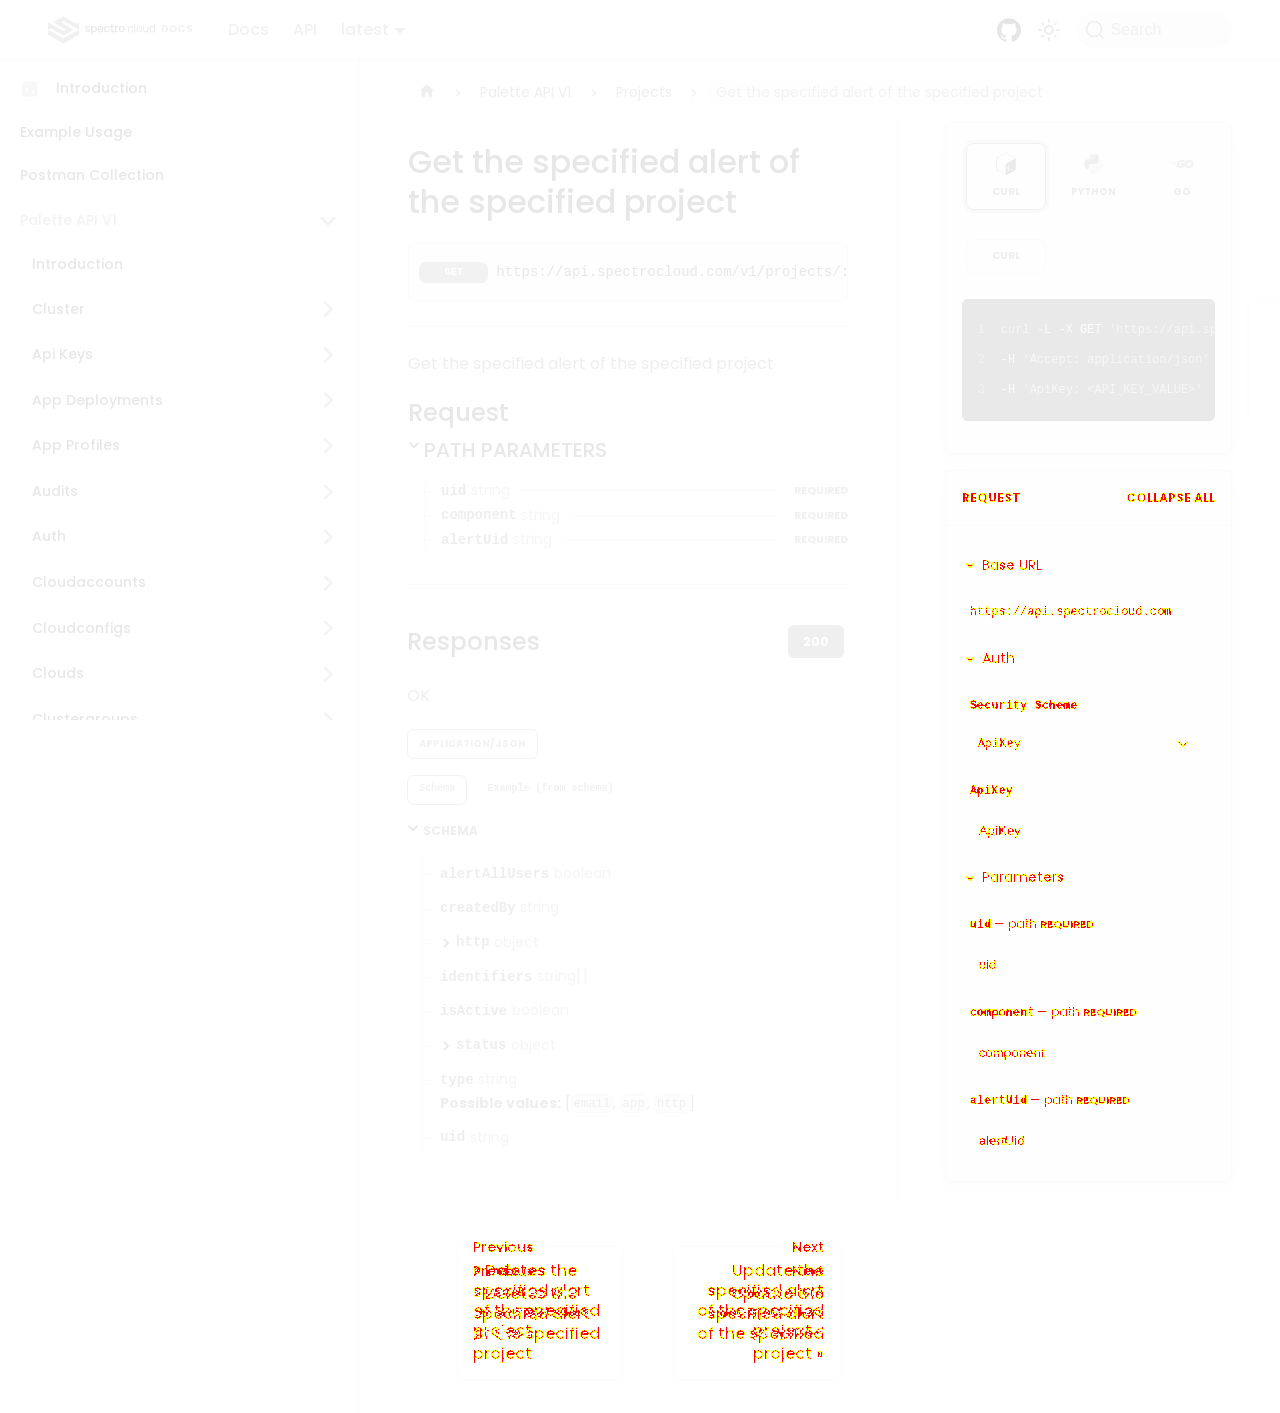 spectro cloud DOCS
Docs
API
latest
Search
Introduction
Example Usage
Postman Collection
Palette API V1
Introduction
Cluster
Api Keys
App Deployments
App Profiles
Audits
Auth
Cloudaccounts
Cloudconfigs
Clouds
Clustergroups
Palette API V1
Projects
Get the specified alert of the specified project
Get the specified alert of
the specified project
GET https://api.spectrocloud.com/v1/projects/:
Get the specified alert of the specified project
Request
PATH PARAMETERS
uid string REQUIRED
component string REQUIRED
alertUid string REQUIRED
Responses
200
OK
APPLICATION/JSON
Schema
Example (from schema)
SCHEMA
alertAllUsers boolean
createdBy string
http object
identifiers string[]
isActive boolean
status object
type string
Possible values: [email, app, http]
uid string
CURL
PYTHON
GO
CURL
1 curl -L -X GET 'https://api.sp
2 -H 'Accept: application/json'
3 -H 'ApiKey: <API_KEY_VALUE>'
REQUEST
COLLAPSE ALL
Base URL
https://api.spectrocloud.com
Auth
Security Scheme
ApiKey
ApiKey
ApiKey
Parameters
uid — path REQUIRED
uid
component — path REQUIRED
component
alertUid — path REQUIRED
alertUid
Previous
the
specified
project
Next
Update the
of the specified
project »